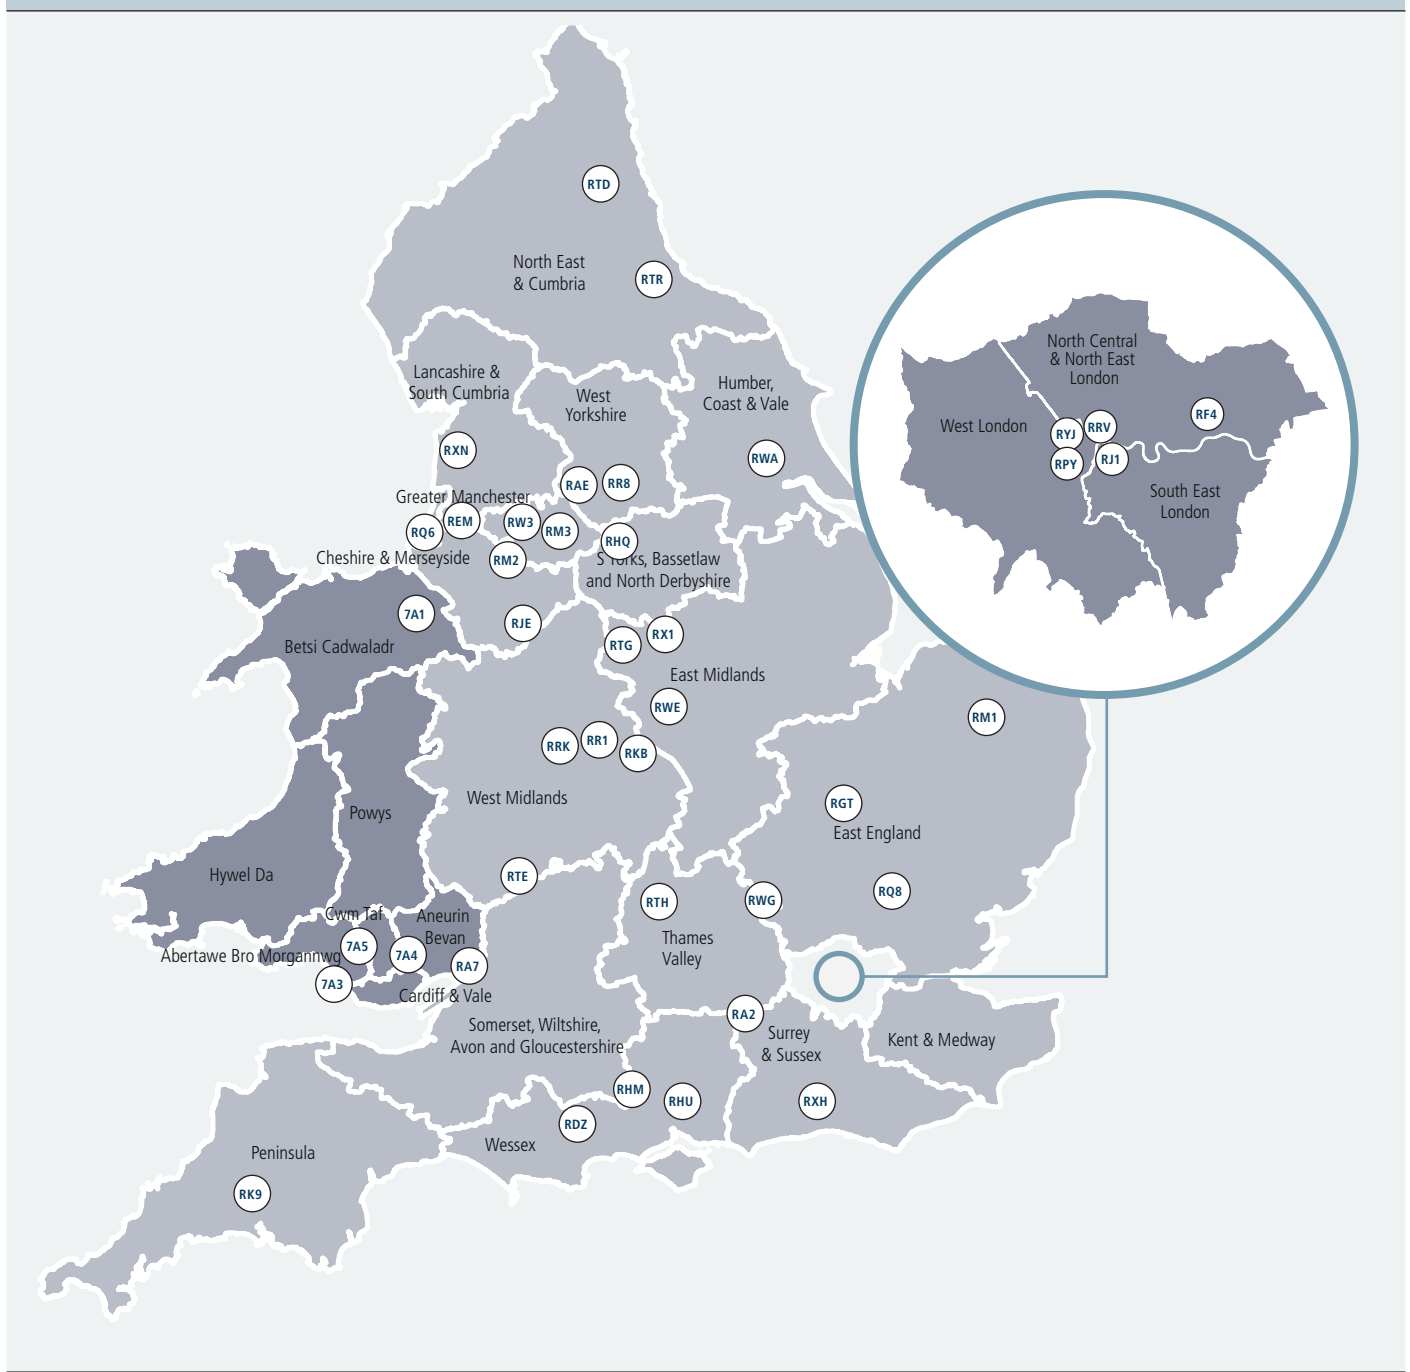 RTD
North East
& Cumbria
RTR
Lancashire &
South Cumbria
West
Yorkshire
Humber,
Coast & Vale
RXN
RWA
RAE
RR8
Greater Manchester
REM
RQ6
RW3
RM3
RHQ
Cheshire & Merseyside
RM2
S Yorks, Bassetlaw
and North Derbyshire
7A1
RJE
RTG
RX1
Betsi Cadwaladr
East Midlands
RWE
RM1
RRK
RR1
RKB
West Midlands
Powys
RGT
East England
Hywel Da
RTE
RTH
RWG
RQ8
Cwm Taf
Aneurin
Bevan
Thames
Valley
7A5
7A4
Abertawe Bro Morgannwg
RA7
7A3
Cardiff & Vale
RA2
Somerset, Wiltshire,
Avon and Gloucestershire
Surrey
& Sussex
Kent & Medway
RHM
RHU
RXH
RDZ
Wessex
Peninsula
RK9
North Central
& North East
London
West London
RYJ
RRV
RF4
RPY
RJ1
South East
London